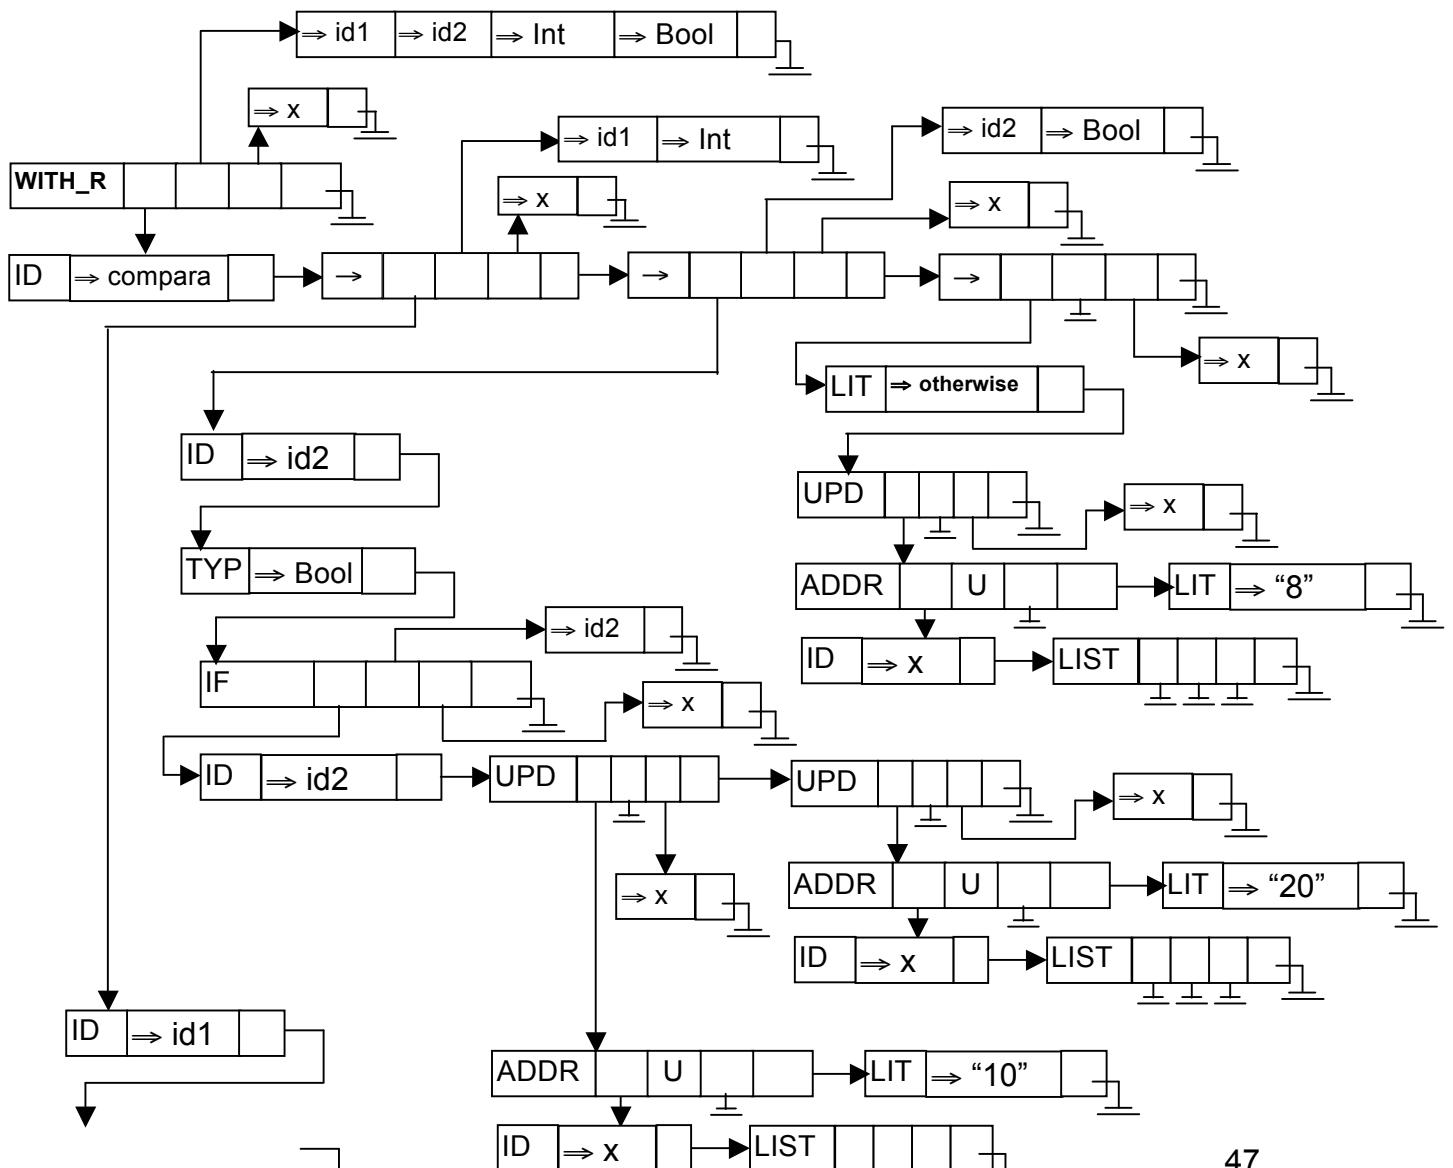 ⇒ id1 ⇒ id2 ⇒ Int ⇒ Bool
⇒ x
⇒ id1 ⇒ Int
⇒ id2 ⇒ Bool
WITH_R
⇒ x
⇒ x
ID ⇒ compara → → →
⇒ x
LIT ⇒ otherwise
ID ⇒ id2
UPD
⇒ x
TYP ⇒ Bool
ADDR U LIT ⇒ “8”
⇒ id2
ID ⇒ x LIST
IF
⇒ x
ID ⇒ id2 UPD UPD
⇒ x
⇒ x
ADDR U LIT ⇒ “20”
ID ⇒ x LIST
ID ⇒ id1
ADDR U LIT ⇒ “10”
ID ⇒ x LIST
47